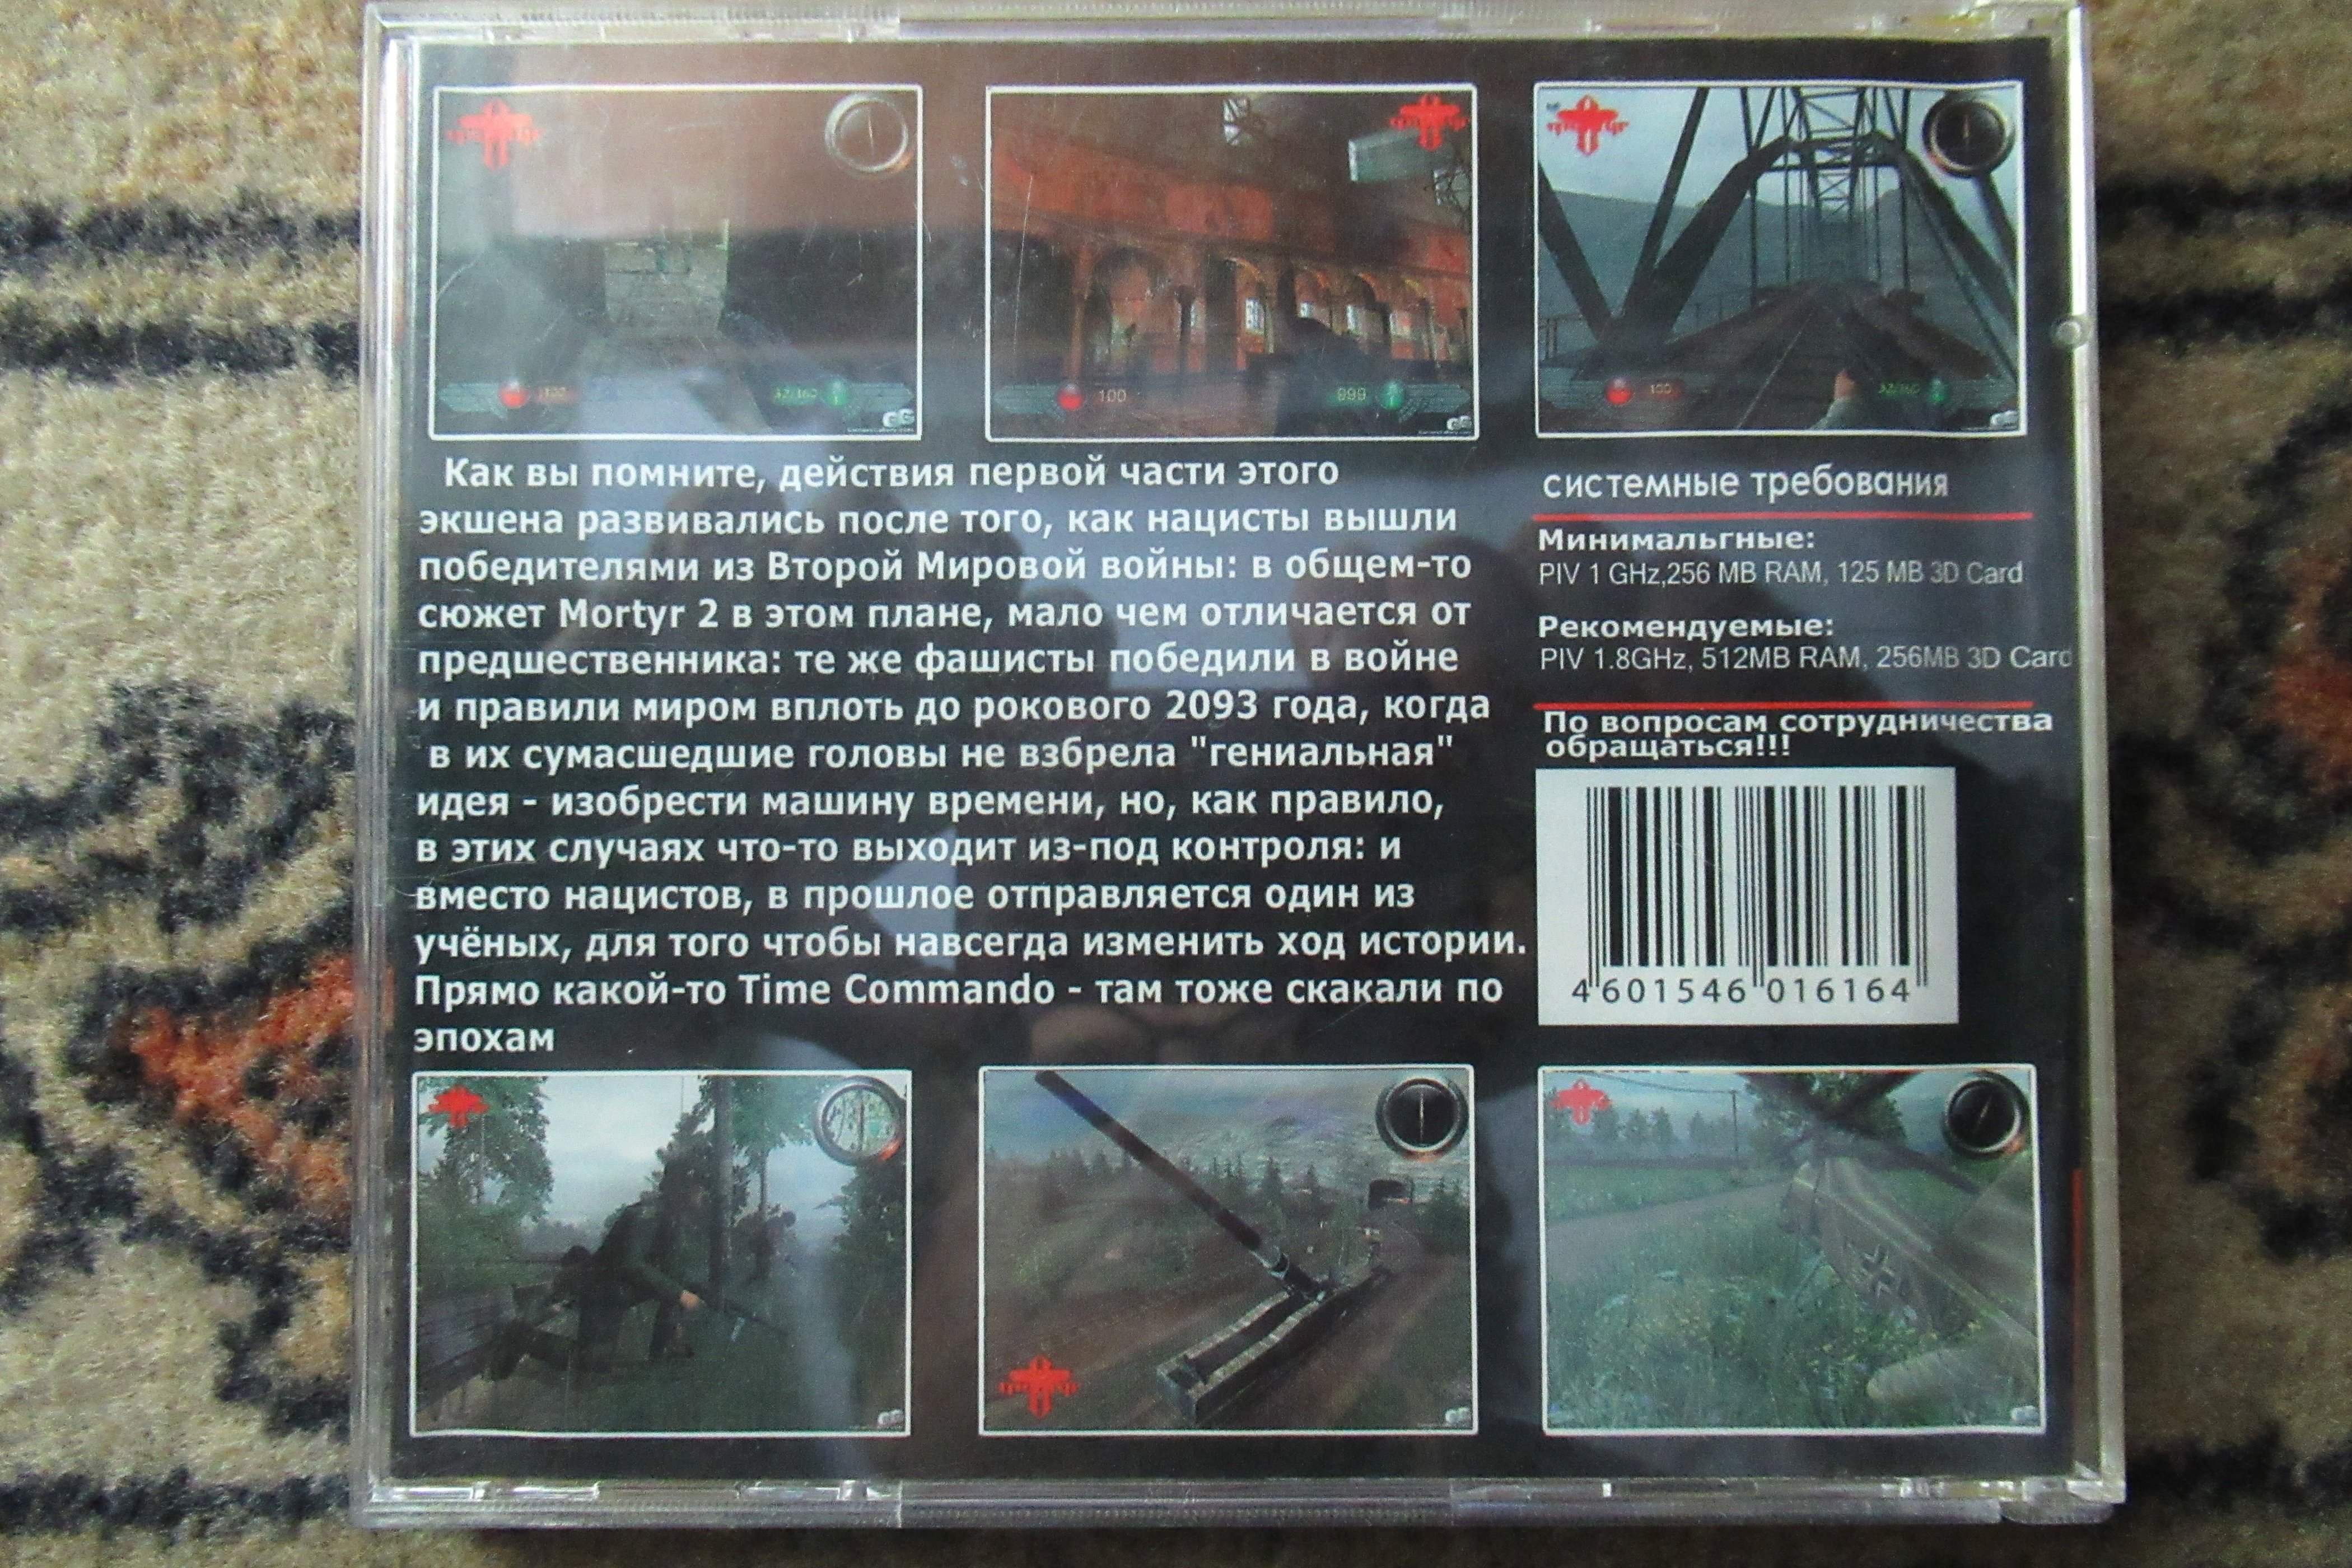 100
999
100
Как вы помните, действия первой части этого
экшена развивались после того, как нацисты вышли
победителями из Второй Мировой войны: в общем-то
сюжет Mortyr 2 в этом плане, мало чем отличается от
предшественника: те же фашисты победили в войне
и правили миром вплоть до рокового 2093 года, когда
в их сумасшедшие головы не взбрела "гениальная"
идея - изобрести машину времени, но, как правило,
в этих случаях что-то выходит из-под контроля: и
вместо нацистов, в прошлое отправляется один из
учёных, для того чтобы навсегда изменить ход истории.
Прямо какой-то Time Commando - там тоже скакали по
эпохам
системные требования
Минимальгные:
PIV 1 GHz,256 MB RAM, 125 MB 3D Card
Рекомендуемые:
PIV 1.8GHz, 512MB RAM, 256MB 3D Card
По вопросам сотрудничества
обращаться!!!
4 601546 016164